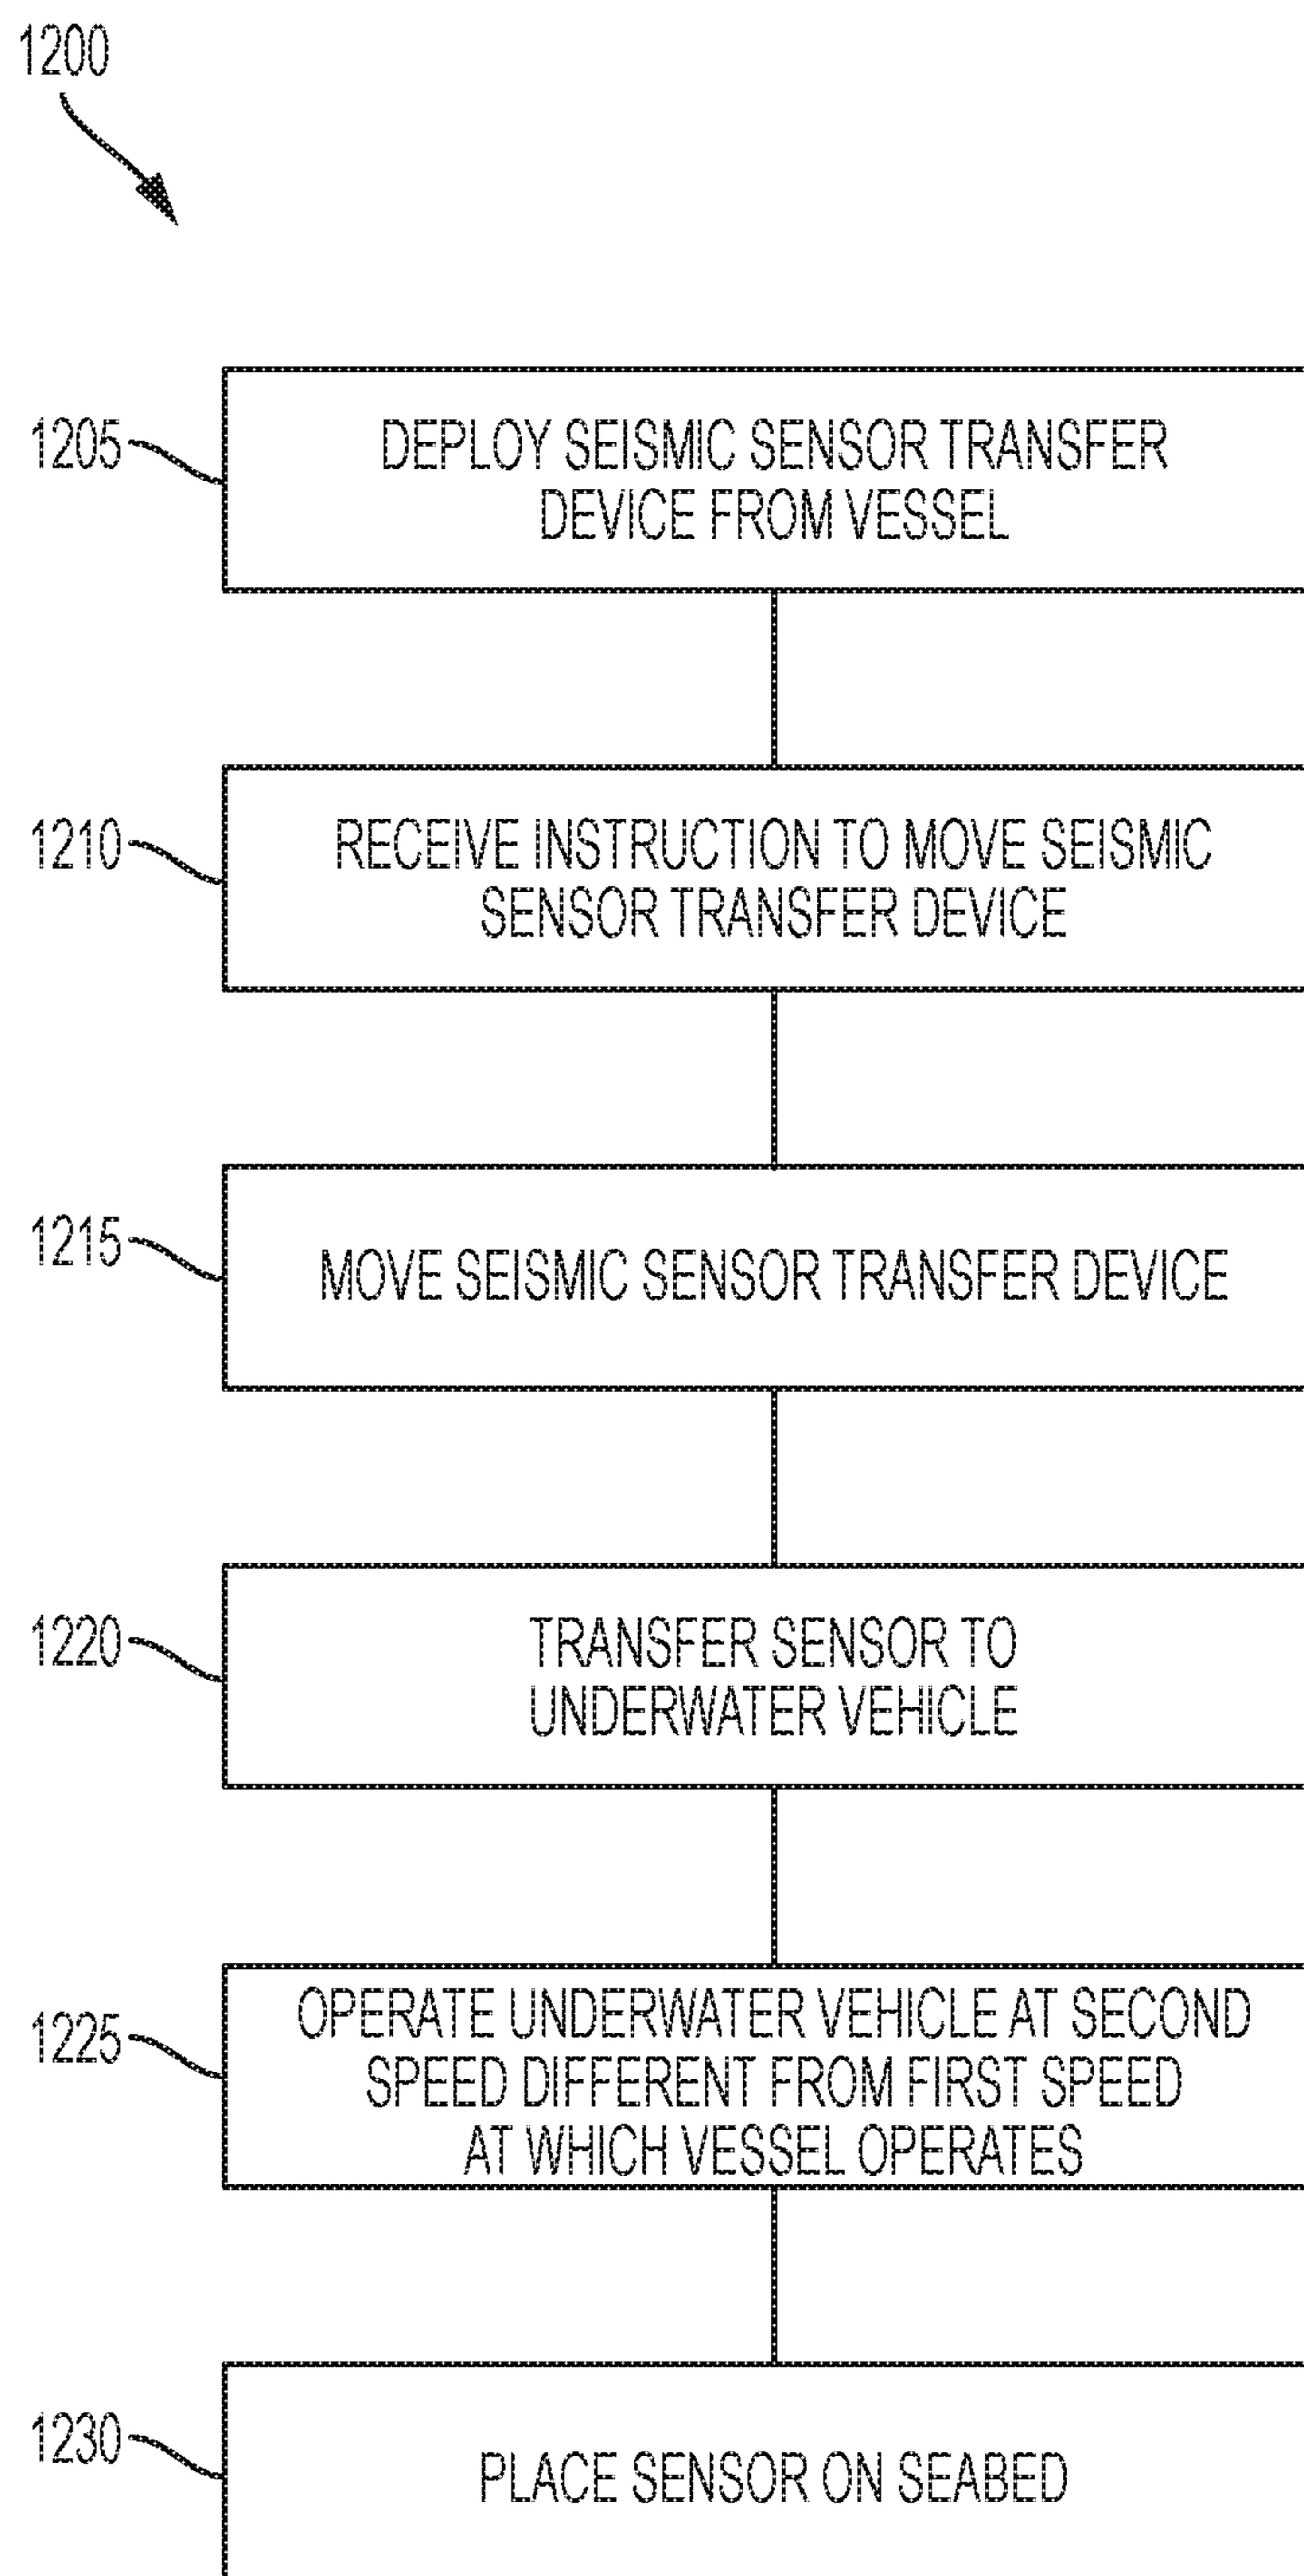 1200
1205
DEPLOY SEISMIC SENSOR TRANSFER
DEVICE FROM VESSEL
1210
RECEIVE INSTRUCTION TO MOVE SEISMIC
SENSOR TRANSFER DEVICE
1215
MOVE SEISMIC SENSOR TRANSFER DEVICE
1220
TRANSFER SENSOR TO
UNDERWATER VEHICLE
1225
OPERATE UNDERWATER VEHICLE AT SECOND
SPEED DIFFERENT FROM FIRST SPEED
AT WHICH VESSEL OPERATES
1230
PLACE SENSOR ON SEABED